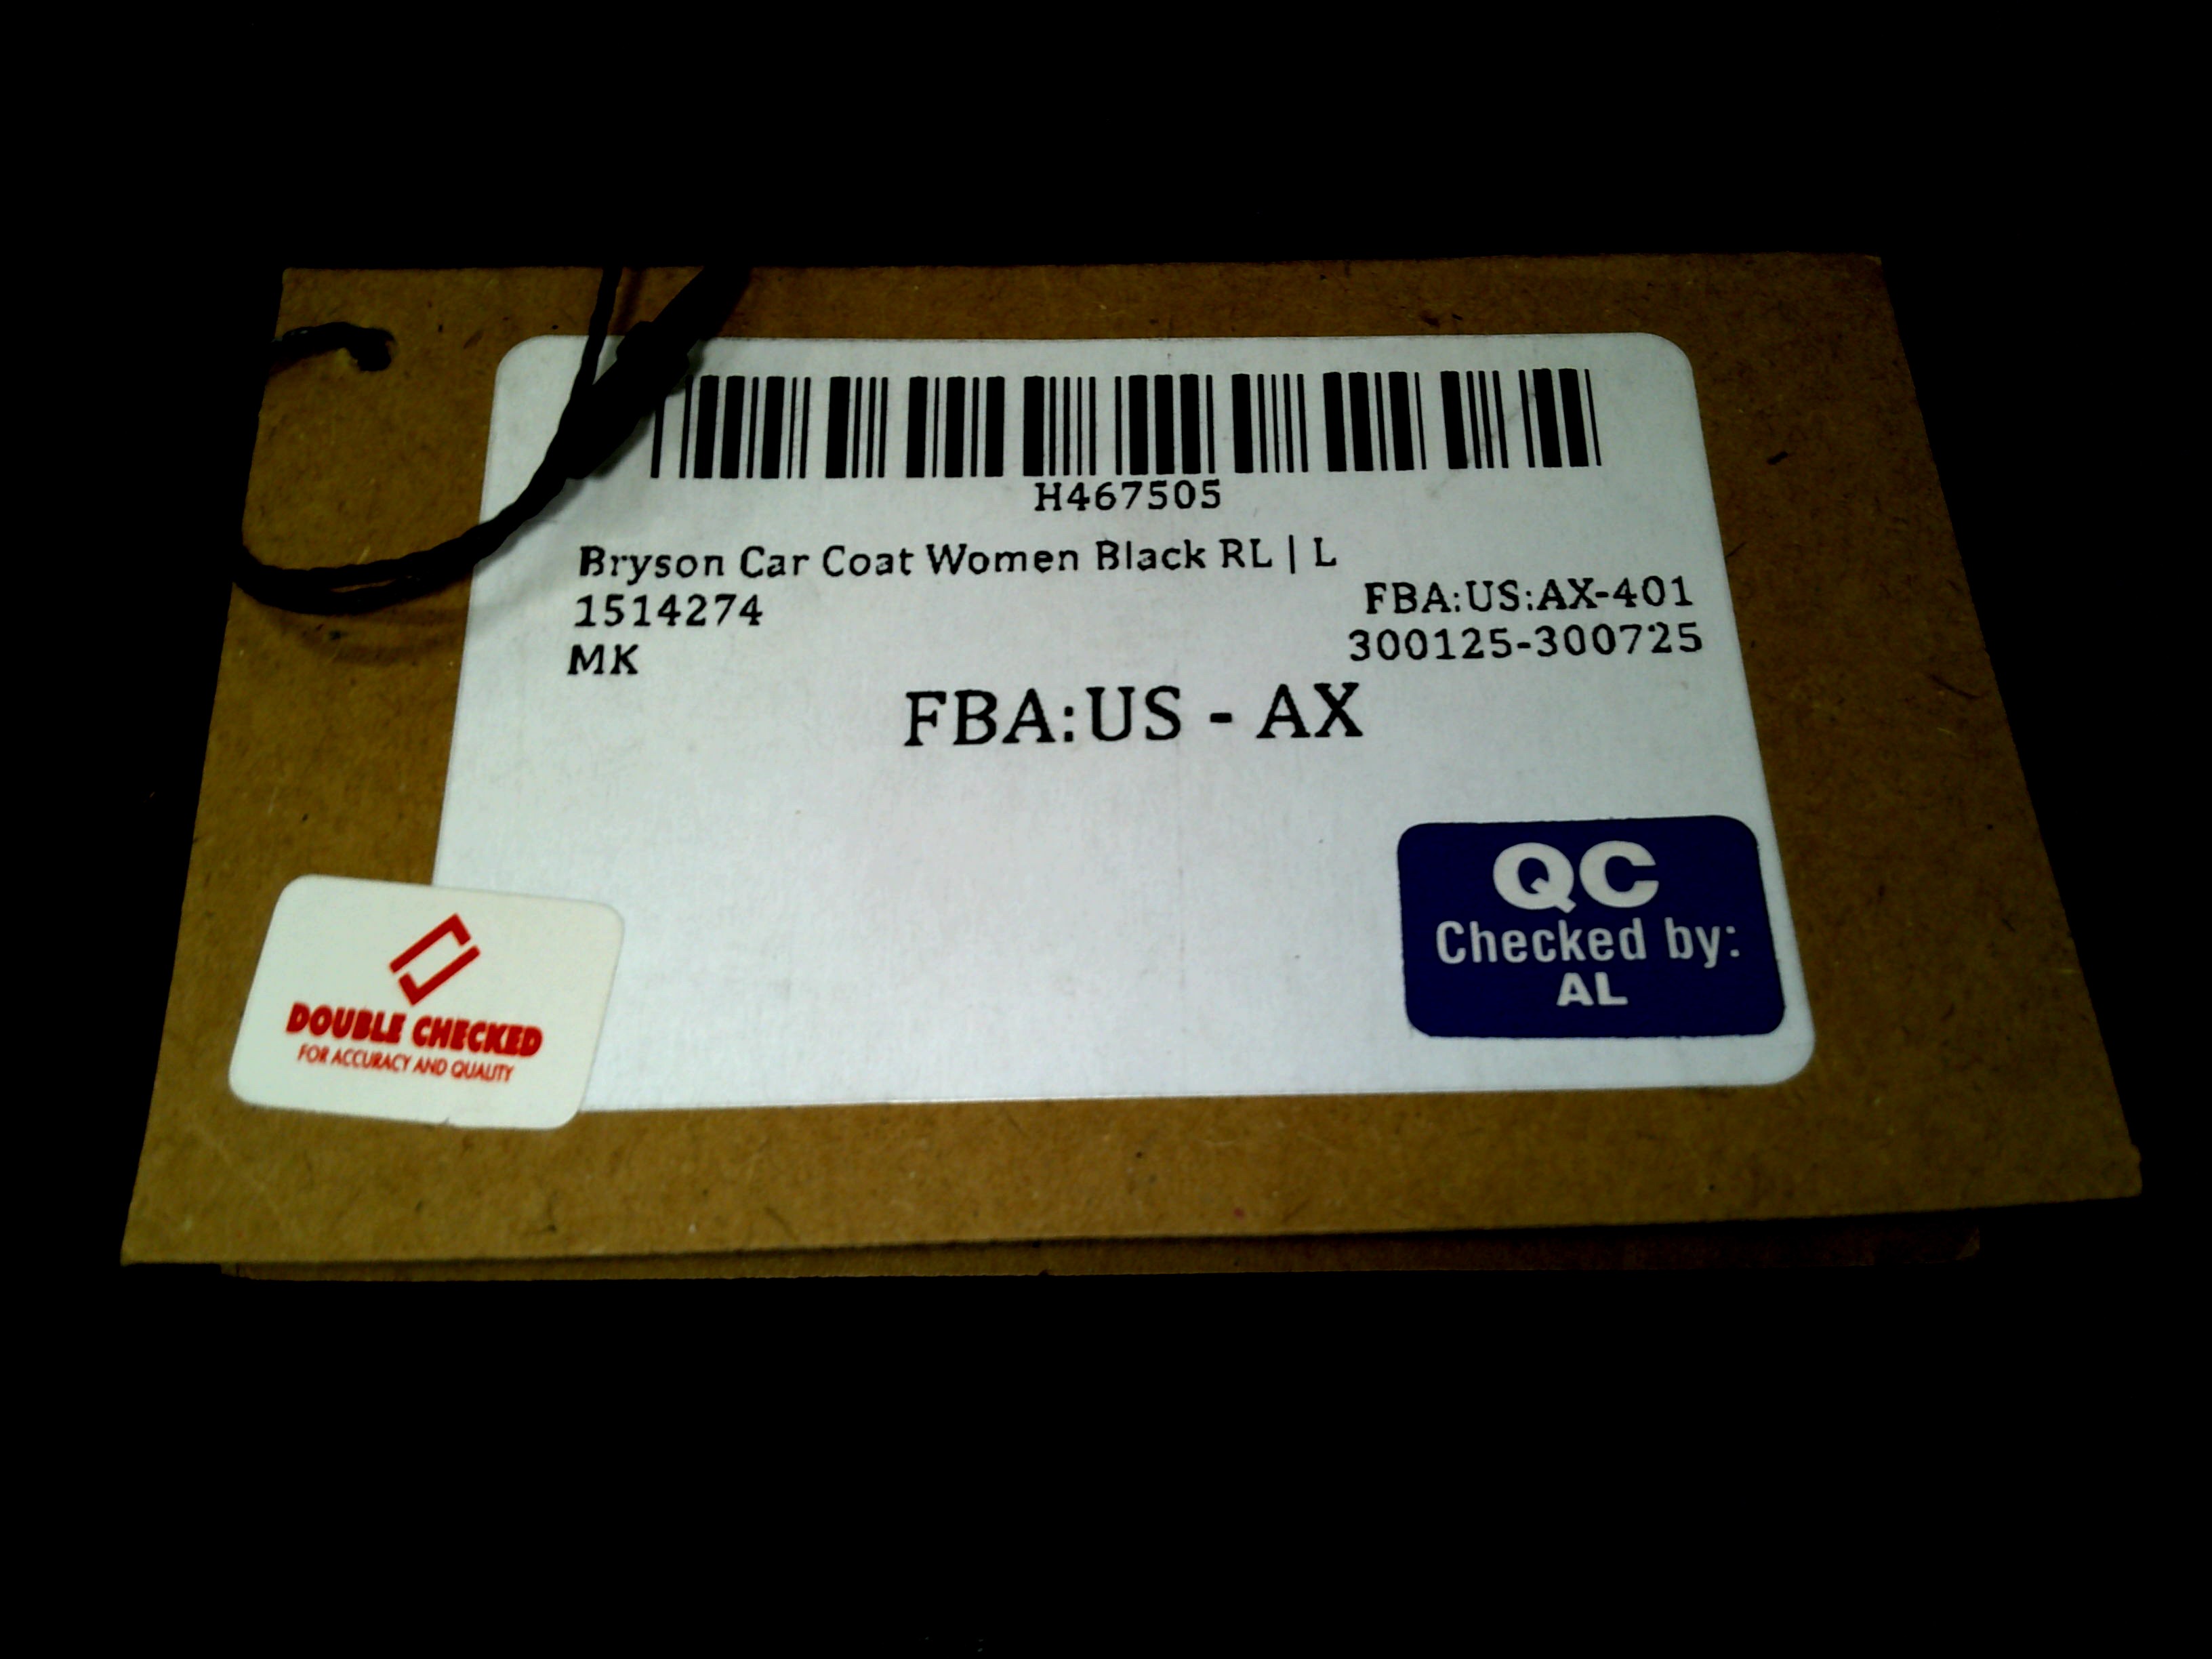 H467505
Bryson Car Coat Women Black RL | L
1514274
FBA:US:AX-401
MK
300125-300725
FBA:US - AX
QC
Checked by:
AL
DOUBLE CHECKED
FOR ACCURACY AND QUALITY